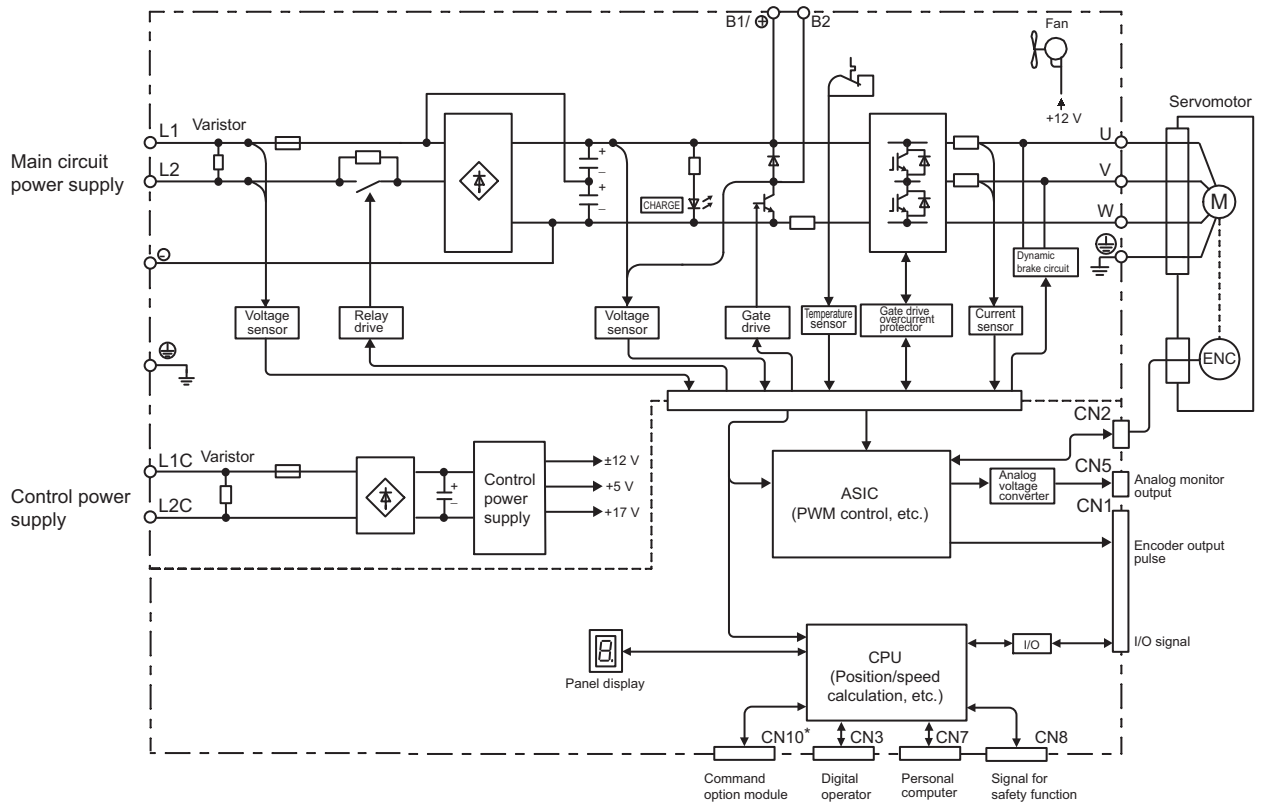 B1/ ⊕
B2
Fan
+12 V
Servomotor
Main circuit
power supply
L1
Varistor
L2
⊖
+
–
+
–
CHARGE
U
V
W
M
Dynamic
brake circuit
Voltage
sensor
Relay
drive
Voltage
sensor
Gate
drive
Temperature
sensor
Gate drive
overcurrent
protector
Current
sensor
ENC
CN2
Control power
supply
L1C
Varistor
L2C
+
–
Control
power
supply
±12 V
+5 V
+17 V
ASIC
(PWM control, etc.)
Analog
voltage
converter
CN5
Analog monitor
output
CN1
Encoder output
pulse
I/O
I/O signal
8.
Panel display
CPU
(Position/speed
calculation, etc.)
CN10*
CN3
CN7
CN8
Command
option module
Digital
operator
Personal
computer
Signal for
safety function